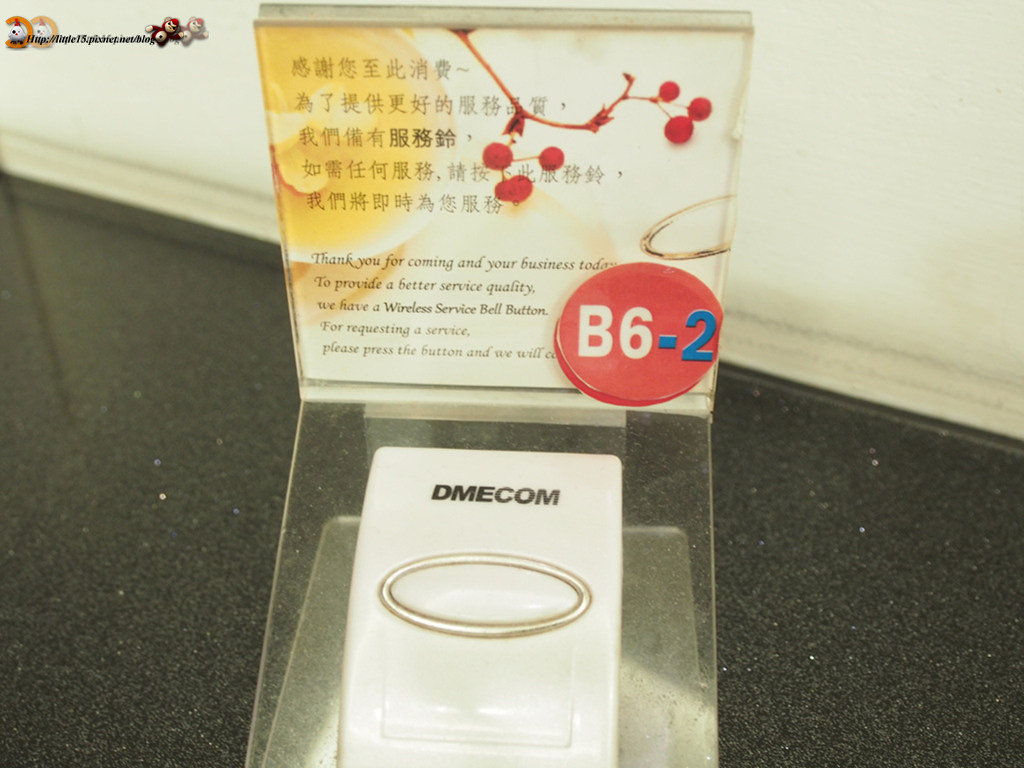 Http://little15.pixnet.net/blog
感謝您至此消費~
為了提供更好的服務品質，
我們備有服務鈴，
如需任何服務,請按下此服務鈴，
我們將即時為您服務。
Thank you for coming and your business today
To provide a better service quality,
we have a Wireless Service Bell Button.
For requesting a service,
please press the button and we will
B6-2
DMECOM